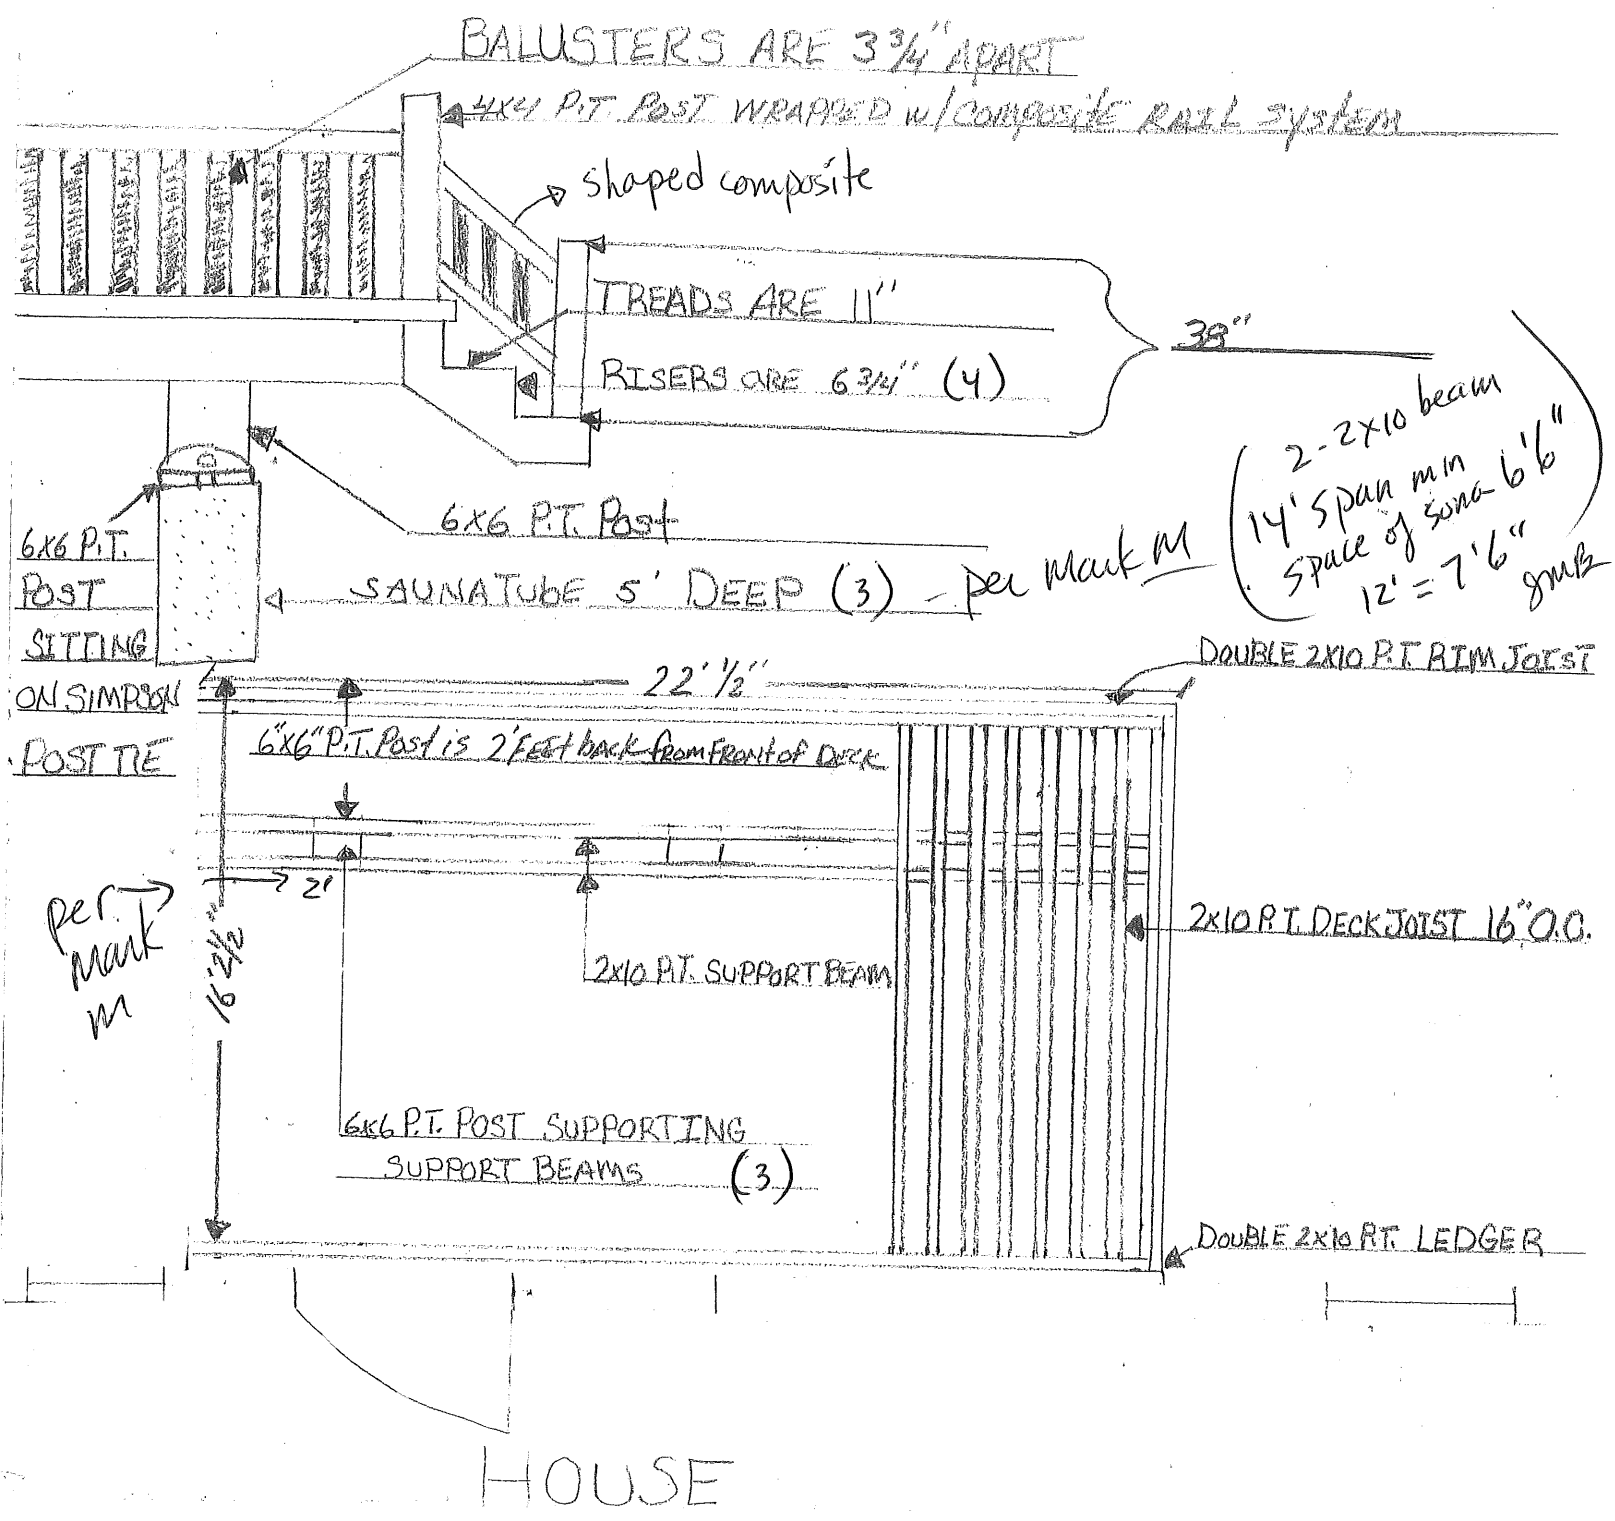 BALUSTERS ARE 3 3/4" APART
4x4 P.T. POST WRAPPED w/COMPOSITE RAIL SYSTEM
shaped composite
TREADS ARE 11"
38"
RISERS ARE 6 3/4" (4)
2-2x10 beam
14' span min
space of sona 6'6"
12' = 7'6"
6x6 P.T. Post
6x6 P.T.
POST
SITTING
ON SIMPSON
POST TIE
SAUNATUBE 5' DEEP (3) - per Mark M
DOUBLE 2X10 P.T. RIM JOIST
22' 1/2"
6"x6" P.T. Post is 2' FEET back from FRONT of DECK
2'
per
Mark
M
16' 2 1/2"
2x10 P.T. DECK JOIST 16" O.C.
2x10 P.T. SUPPORT BEAM
6x6 P.T. POST SUPPORTING
SUPPORT BEAMS (3)
DOUBLE 2x10 P.T. LEDGER
HOUSE